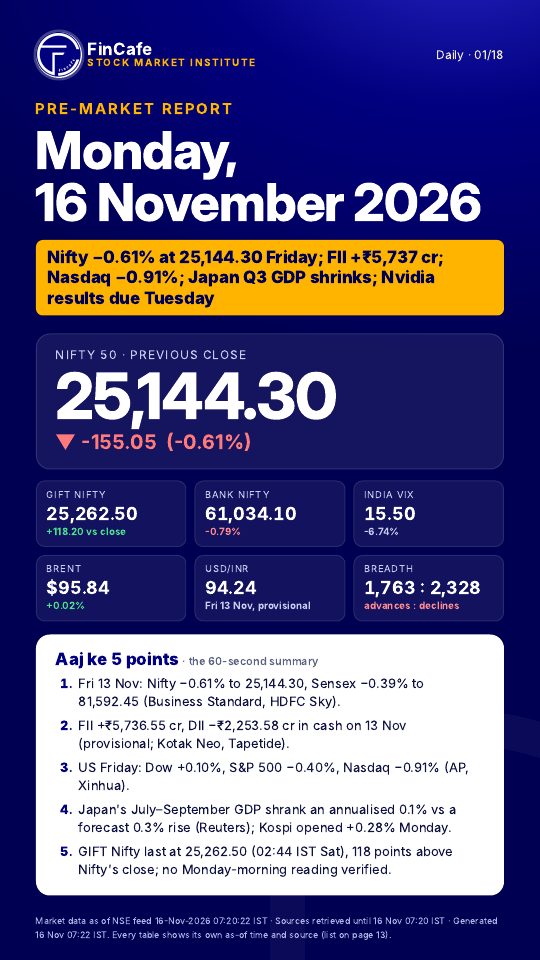 FinCafe
STOCK MARKET INSTITUTE
Daily · 01/18
PRE-MARKET REPORT
Monday,
16 November 2026
Nifty −0.61% at 25,144.30 Friday; FII +₹5,737 cr;
Nasdaq −0.91%; Japan Q3 GDP shrinks; Nvidia
results due Tuesday
NIFTY 50 · PREVIOUS CLOSE
25,144.30
▼ -155.05 (-0.61%)
GIFT NIFTY
25,262.50
+118.20 vs close
BANK NIFTY
61,034.10
-0.79%
INDIA VIX
15.50
-6.74%
BRENT
$95.84
+0.02%
USD/INR
94.24
Fri 13 Nov, provisional
BREADTH
1,763 : 2,328
advances : declines
Aaj ke 5 points · the 60-second summary
1. Fri 13 Nov: Nifty −0.61% to 25,144.30, Sensex −0.39% to
81,592.45 (Business Standard, HDFC Sky).
2. FII +₹5,736.55 cr, DII −₹2,253.58 cr in cash on 13 Nov
(provisional; Kotak Neo, Tapetide).
3. US Friday: Dow +0.10%, S&P 500 −0.40%, Nasdaq −0.91% (AP,
Xinhua).
4. Japan's July–September GDP shrank an annualised 0.1% vs a
forecast 0.3% rise (Reuters); Kospi opened +0.28% Monday.
5. GIFT Nifty last at 25,262.50 (02:44 IST Sat), 118 points above
Nifty's close; no Monday-morning reading verified.
Market data as of NSE feed 16-Nov-2026 07:20:22 IST · Sources retrieved until 16 Nov 07:20 IST · Generated
16 Nov 07:22 IST. Every table shows its own as-of time and source (list on page 13).